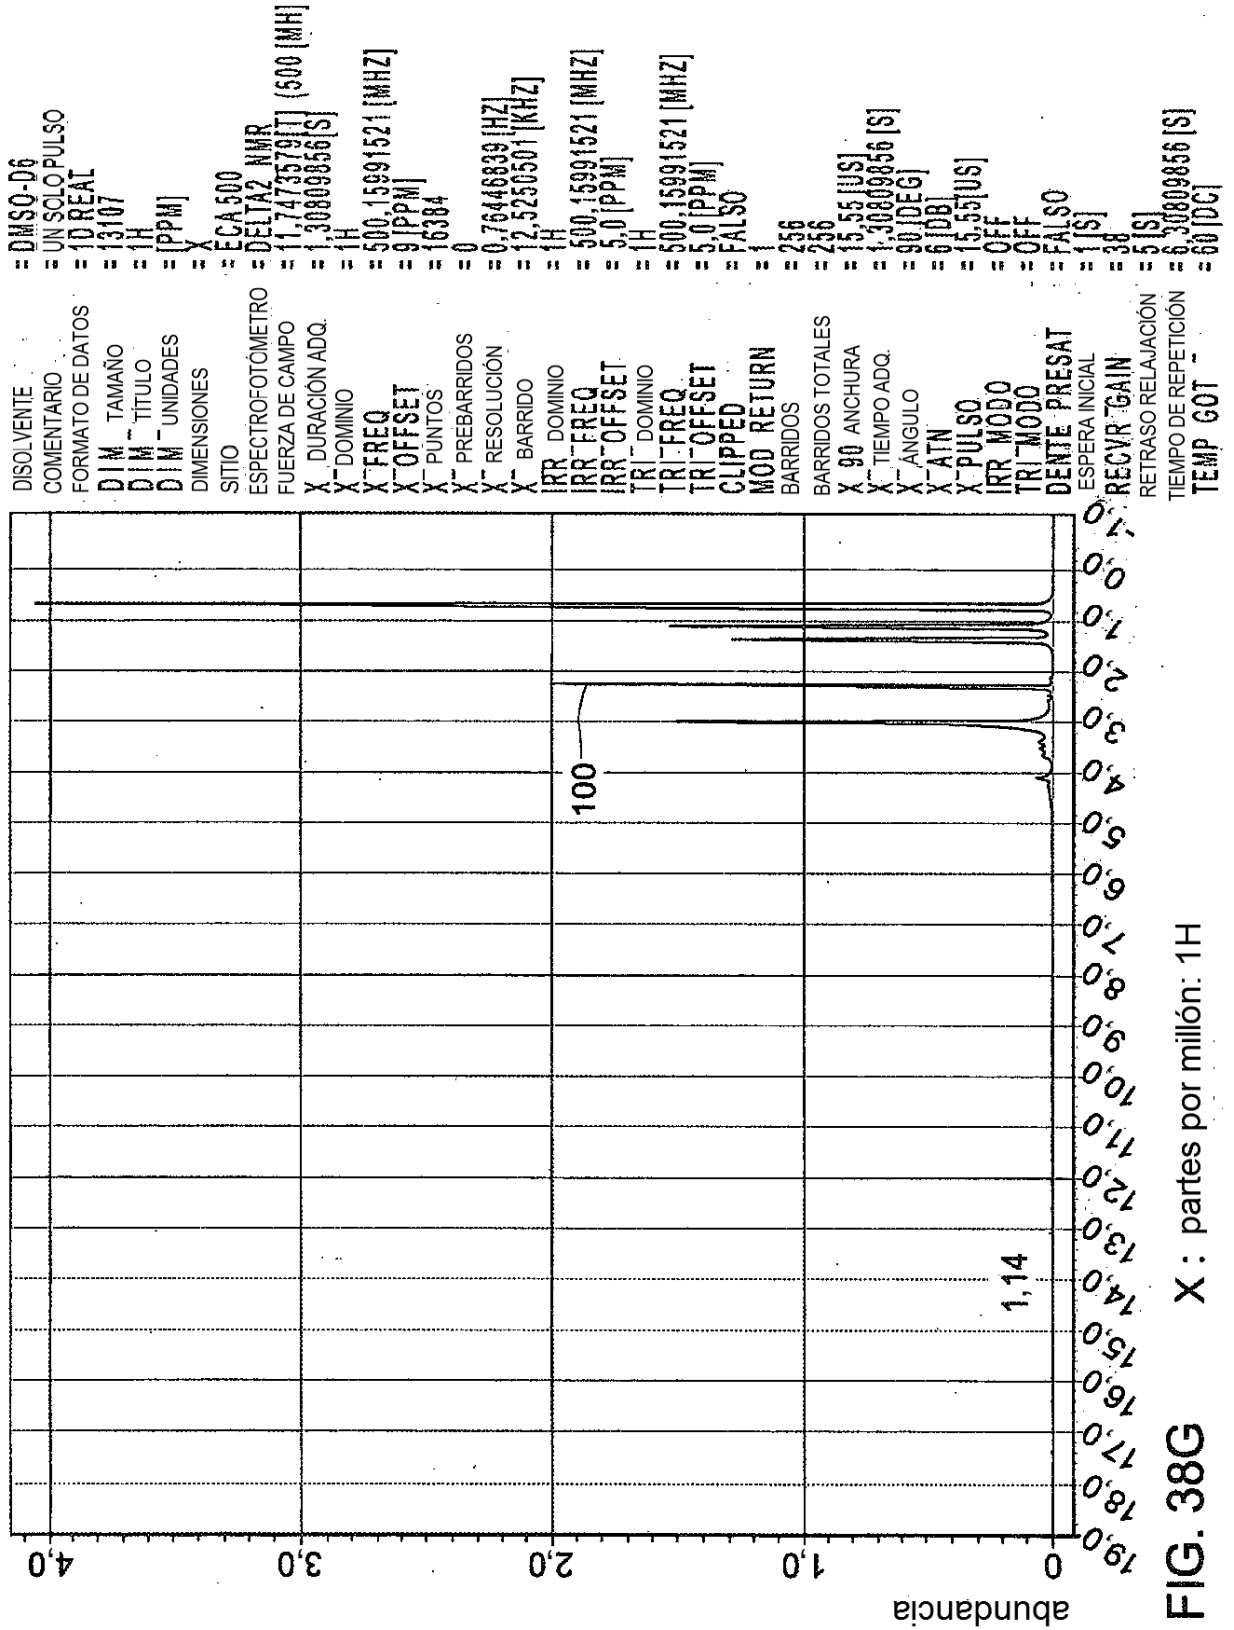 DISOLVENTE = DMSO-D6
COMENTARIO = UN SOLO PULSO
FORMATO DE DATOS = 1D REAT
DIM_TAMAÑO = 13107
DIM_TÍTULO = 1H
DIM_UNIDADES = [PPM]
DIMENSIONES = X
SITIO = ECA 500
ESPECTROFOTÓMETRO = DELTA2_NMR
FUERZA DE CAMPO = 11,7473579[T] (500 [MH]
X_DURACIÓN ADQ. = 1,30809856[S]
X_DOMINIO = 1H
X_FREQ = 500,15991521 [MHZ]
X_OFFSET = 9 [PPM]
X_PUNTOS = 16384
X_PREBARRIDOS = 0
X_RESOLUCIÓN = 0,76446839 [HZ]
X_BARRIDO = 12,5250501 [KHZ]
IRR_DOMINIO = 1H
IRR_FREQ = 500,15991521 [MHZ]
IRR_OFFSET = 5,0 [PPM]
TRI_DOMINIO = 1H
TRI_FREQ = 500,15991521 [MHZ]
TRI_OFFSET = 5,0 [PPM]
CLIPPED = FALSO
MOD_RETURN = 1
BARRIDOS = 256
BARRIDOS TOTALES = 256
X_90_ANCHURA = 15,55 [US]
X_TIEMPO ADQ. = 1,30809856 [S]
X_ÁNGULO = 90 [DEG]
X_ATN = 6 [DB]
X_PULSO = 15,55 [US]
IRR_MODO = OFF
TRI_MODO = OFF
DENTE_PRESAT = FALSO
ESPERA INICIAL = 1 [S]
RECVR_GAIN = 38
RETRASO RELAJACIÓN = 5 [S]
TIEMPO DE REPETICIÓN = 6,30809856 [S]
TEMP_GOT = 60 [DC]
abundancia
4,0
3,0
2,0
1,0
0
100
1,14
19,0 18,0 17,0 16,0 15,0 14,0 13,0 12,0 11,0 10,0 9,0 8,0 7,0 6,0 5,0 4,0 3,0 2,0 1,0 0,0 -1,0
FIG. 38G X : partes por millón: 1H